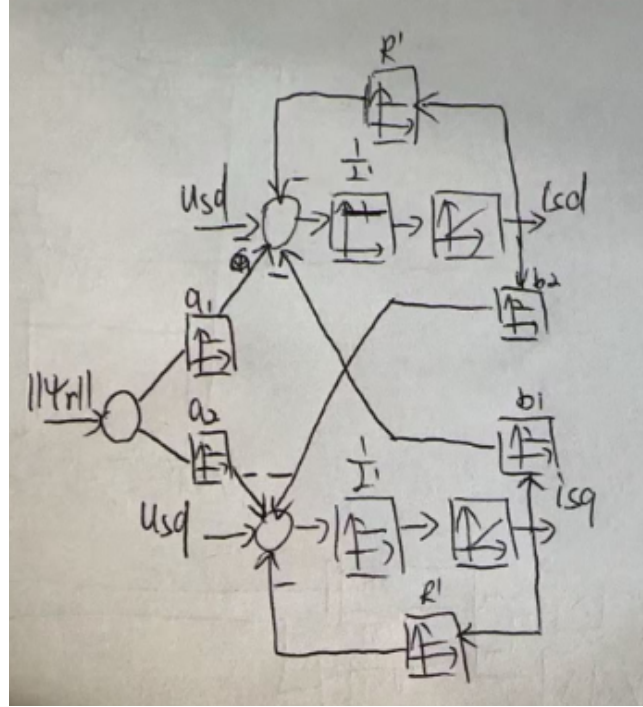 R'
1/L'
usd
isd
b2
a1
||Ψr||
a2
b1
1/L'
usq
isq
R'